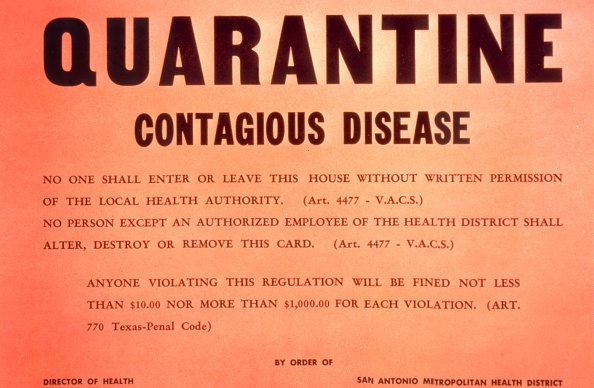 QUARANTINE
CONTAGIOUS DISEASE
NO ONE SHALL ENTER OR LEAVE THIS HOUSE WITHOUT WRITTEN PERMISSION
OF THE LOCAL HEALTH AUTHORITY. (Art. 4477 - V.A.C.S.)
NO PERSON EXCEPT AN AUTHORIZED EMPLOYEE OF THE HEALTH DISTRICT SHALL
ALTER, DESTROY OR REMOVE THIS CARD. (Art. 4477 - V.A.C.S.)
ANYONE VIOLATING THIS REGULATION WILL BE FINED NOT LESS
THAN $10.00 NOR MORE THAN $1,000.00 FOR EACH VIOLATION. (ART.
770 Texas-Penal Code)
BY ORDER OF
DIRECTOR OF HEALTH SAN ANTONIO METROPOLITAN HEALTH DISTRICT